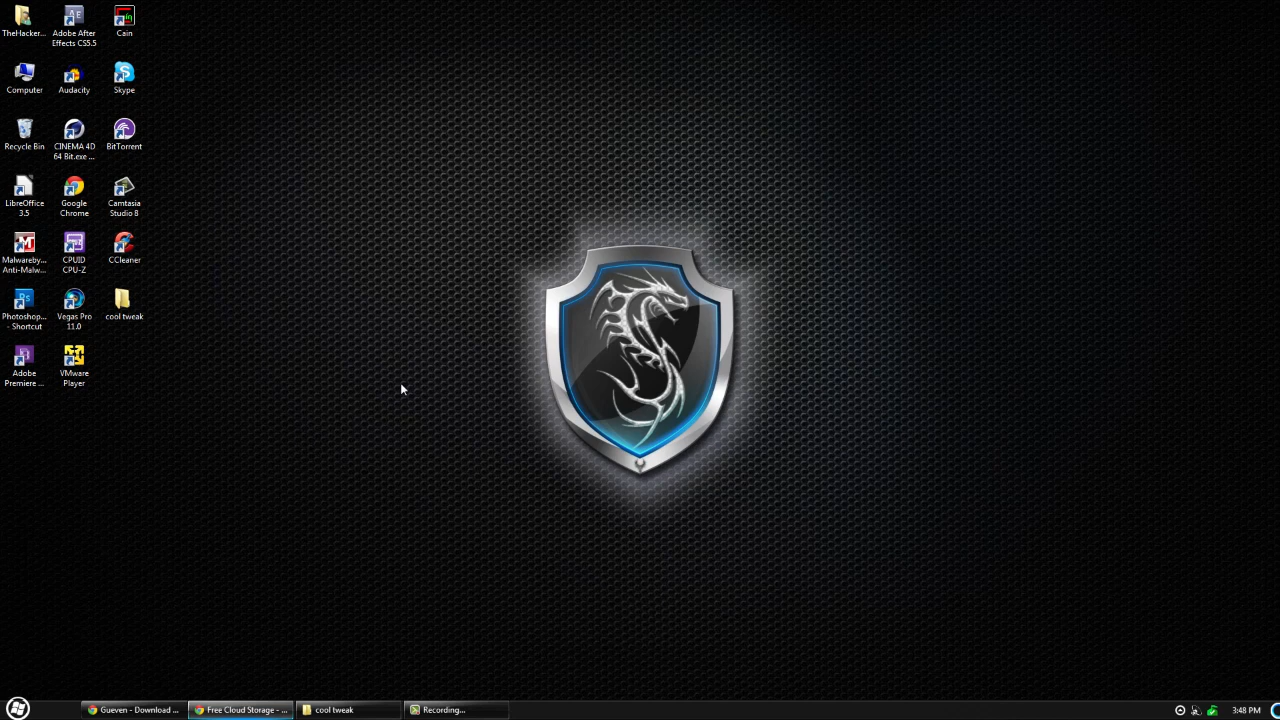 TheHacker...
Adobe After
Effects CS5.5
Cain
Computer
Audacity
Skype
Recycle Bin
CINEMA 4D
64 Bit.exe ...
BitTorrent
LibreOffice
3.5
Google
Chrome
Camtasia
Studio 8
Malwareby...
Anti-Malw...
CPUID
CPU-Z
CCleaner
Photoshop...
- Shortcut
Vegas Pro
11.0
cool tweak
Adobe
Premiere ...
VMware
Player
Gueven - Download ...
Free Cloud Storage - ...
cool tweak
Recording...
3:48 PM